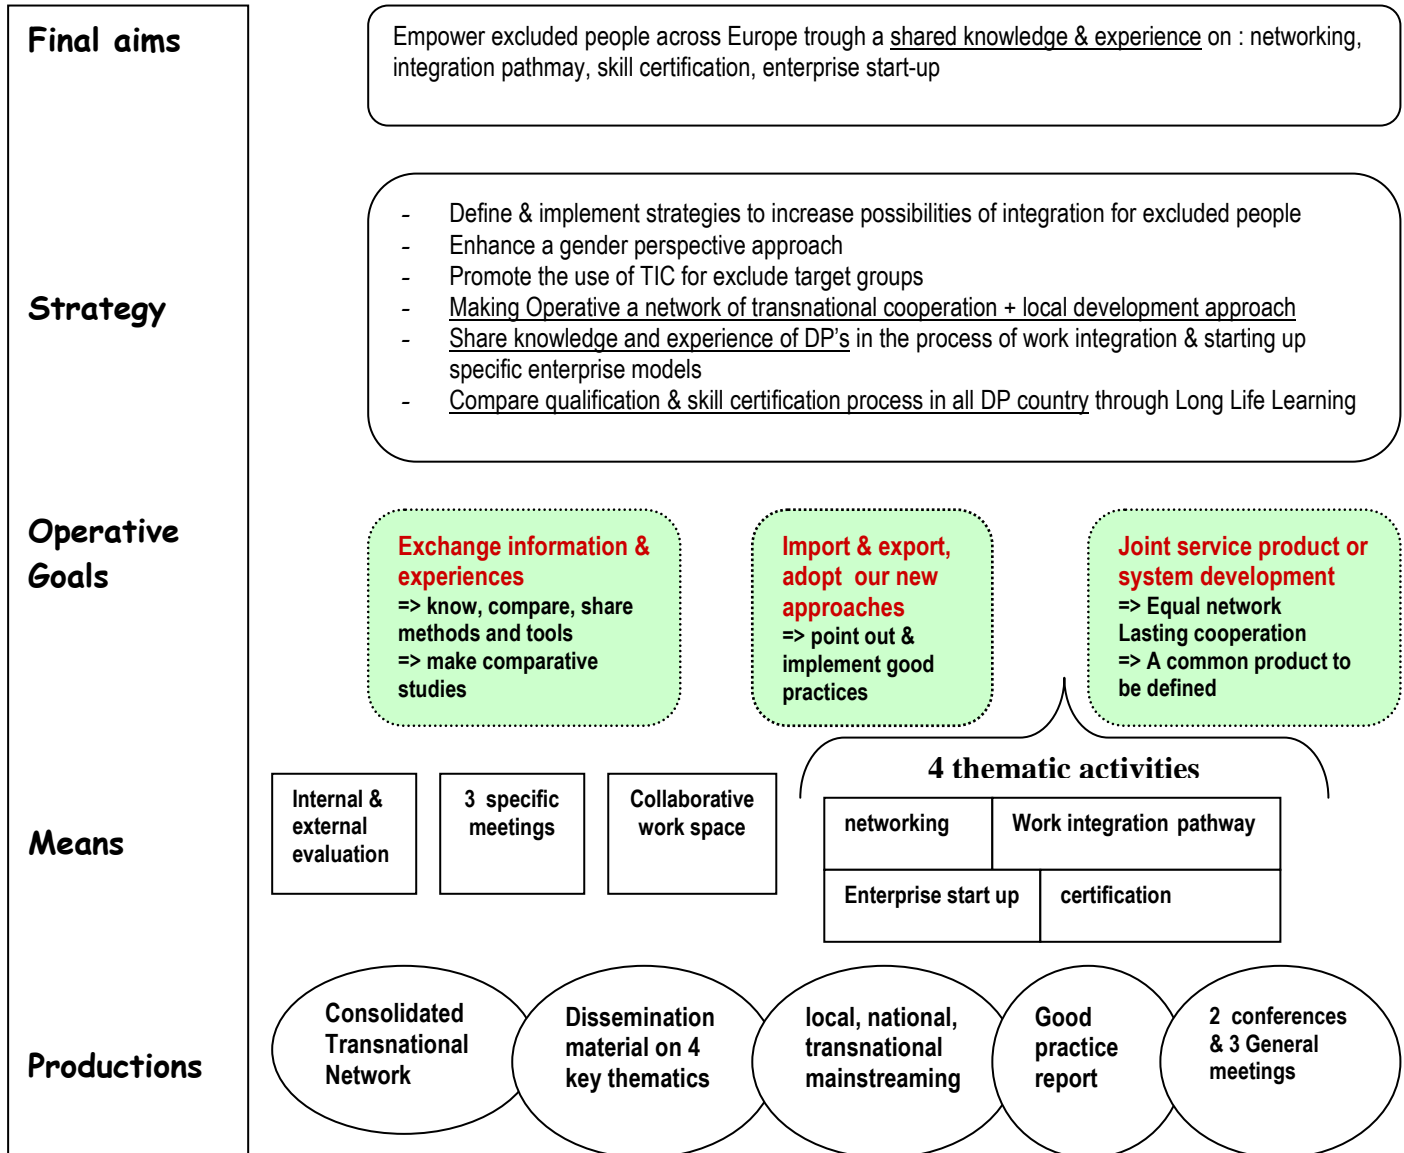 Final aims
Empower excluded people across Europe trough a shared knowledge & experience on : networking,
integration pathmay, skill certification, enterprise start-up
Strategy
- Define & implement strategies to increase possibilities of integration for excluded people
- Enhance a gender perspective approach
- Promote the use of TIC for exclude target groups
- Making Operative a network of transnational cooperation + local development approach
- Share knowledge and experience of DP's in the process of work integration & starting up
specific enterprise models
- Compare qualification & skill certification process in all DP country through Long Life Learning
Operative
Goals
Exchange information &
experiences
=> know, compare, share
methods and tools
=> make comparative
studies
Import & export,
adopt our new
approaches
=> point out &
implement good
practices
Joint service product or
system development
=> Equal network
Lasting cooperation
=> A common product to
be defined
Means
Internal &
external
evaluation
3 specific
meetings
Collaborative
work space
4 thematic activities
networking
Work integration pathway
Enterprise start up
certification
Productions
Consolidated
Transnational
Network
Dissemination
material on 4
key thematics
local, national,
transnational
mainstreaming
Good
practice
report
2 conferences
& 3 General
meetings